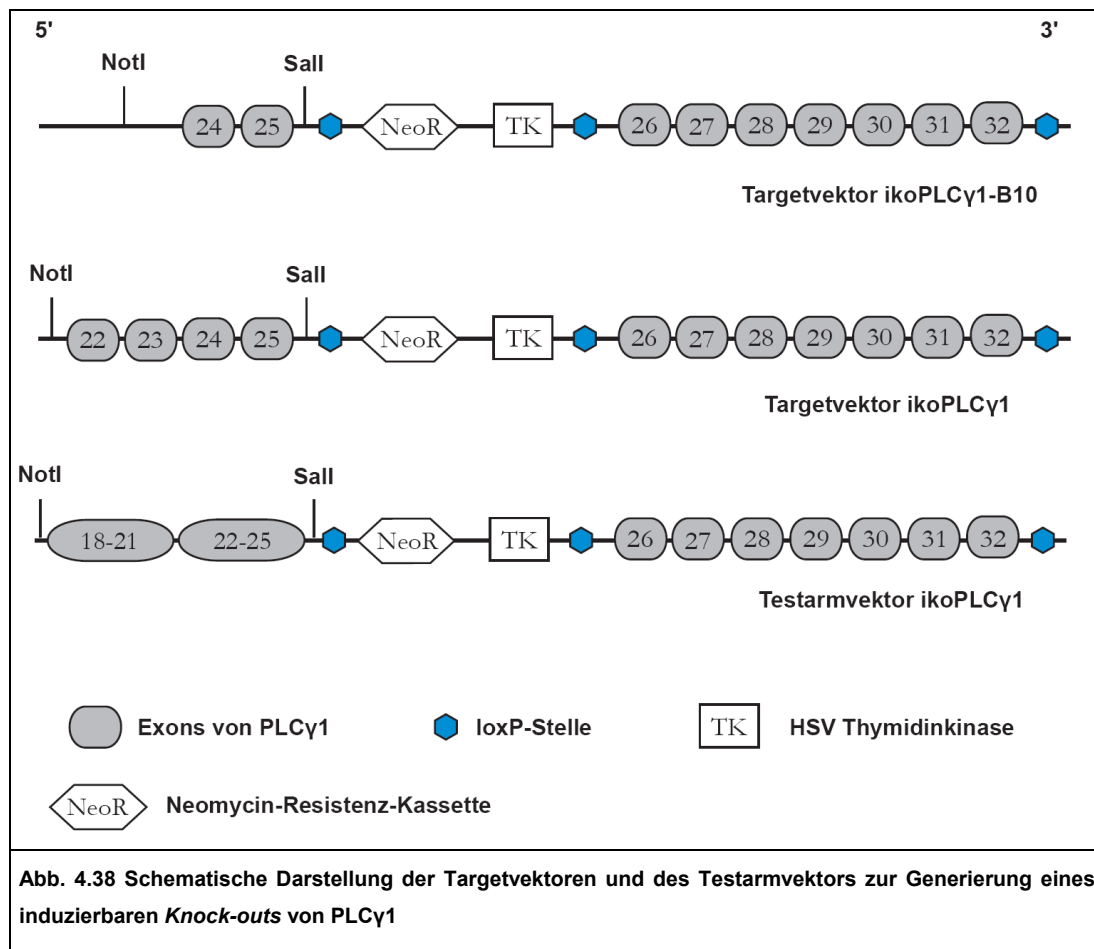 5' 3'
NotI SalI
24 25 NeoR TK 26 27 28 29 30 31 32
Targetvektor ikoPLCγ1-B10
NotI SalI
22 23 24 25 NeoR TK 26 27 28 29 30 31 32
Targetvektor ikoPLCγ1
NotI SalI
18-21 22-25 NeoR TK 26 27 28 29 30 31 32
Testarmvektor ikoPLCγ1
Exons von PLCγ1 loxP-Stelle TK HSV Thymidinkinase
NeoR Neomycin-Resistenz-Kassette
Abb. 4.38 Schematische Darstellung der Targetvektoren und des Testarmvektors zur Generierung eines
induzierbaren Knock-outs von PLCγ1